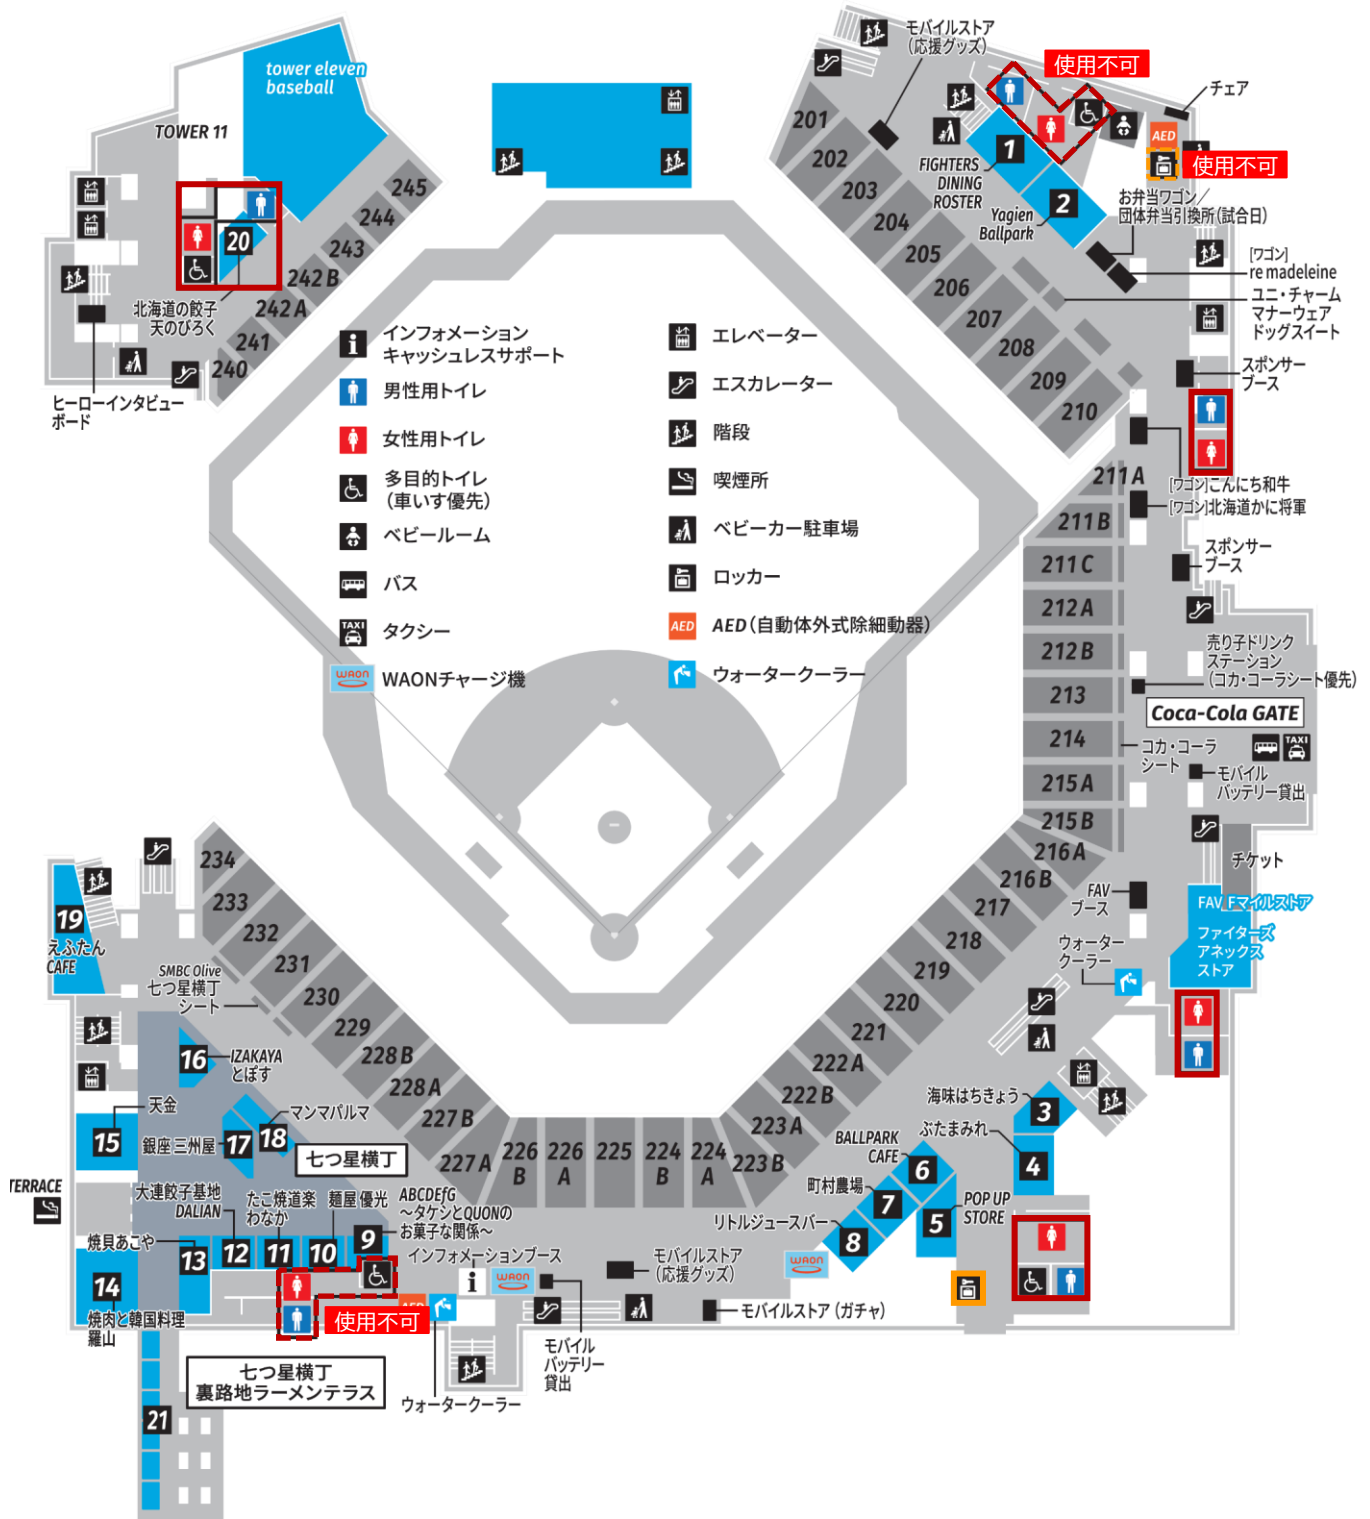 モバイルストア
（応援グッズ）
使用不可
チェア
tower eleven
baseball
TOWER 11
201
202
203
204
205
206
207
208
209
210
1
FIGHTERS
DINING
ROSTER
2
Yagien
Ballpark
AED
使用不可
お弁当ワゴン／
団体弁当引換所（試合日）
[ワゴン]
re madeleine
ユニ・チャーム
マナーウェア
ドッグスイート
スポンサー
ブース
245
244
243
242 B
242 A
241
240
20
北海道の餃子
天のびろく
ヒーローインタビュー
ボード
インフォメーション
キャッシュレスサポート
男性用トイレ
女性用トイレ
多目的トイレ
（車いす優先）
ベビールーム
バス
TAXI
タクシー
WAON
WAONチャージ機
エレベーター
エスカレーター
階段
喫煙所
ベビーカー駐車場
ロッカー
AED
AED（自動体外式除細動器）
ウォータークーラー
211 A
211 B
211 C
212 A
212 B
213
214
215 A
215 B
216 A
216 B
217
218
219
220
221
222 A
222 B
223 A
223 B
[ワゴン]こんにち和牛
[ワゴン]北海道かに将軍
スポンサー
ブース
売り子ドリンク
ステーション
（コカ・コーラシート優先）
Coca-Cola GATE
TAXI
コカ・コーラ
シート
モバイル
バッテリー貸出
チケット
FAV
ブース
FAV Fマイルストア
ファイターズ
アネックス
ストア
ウォーター
クーラー
234
233
232
231
230
229
228 B
228 A
227 B
227 A
226
B
226
A
225
224
B
224
A
19
えふたん
CAFE
SMBC Olive
七つ星横丁
シート
16
IZAKAYA
とぽす
天金
15
銀座 三州屋
17
18
マンマパルマ
七つ星横丁
TERRACE
大連餃子基地
DALIAN
たこ焼道楽
わなか
麺屋 優光
ABCDEfG
～タケンとQUONの
お菓子な関係～
焼貝あこや
13
12
11
10
9
14
焼肉と韓国料理
羅山
使用不可
AED
インフォメーションブース
WAON
モバイル
バッテリー
貸出
モバイルストア
（応援グッズ）
モバイルストア（ガチャ）
七つ星横丁
裏路地ラーメンテラス
ウォータークーラー
21
海味はちきょう
3
ぶたまみれ
4
BALLPARK
CAFE
6
町村農場
7
リトルジュースバー
8
5
POP UP
STORE
WAON